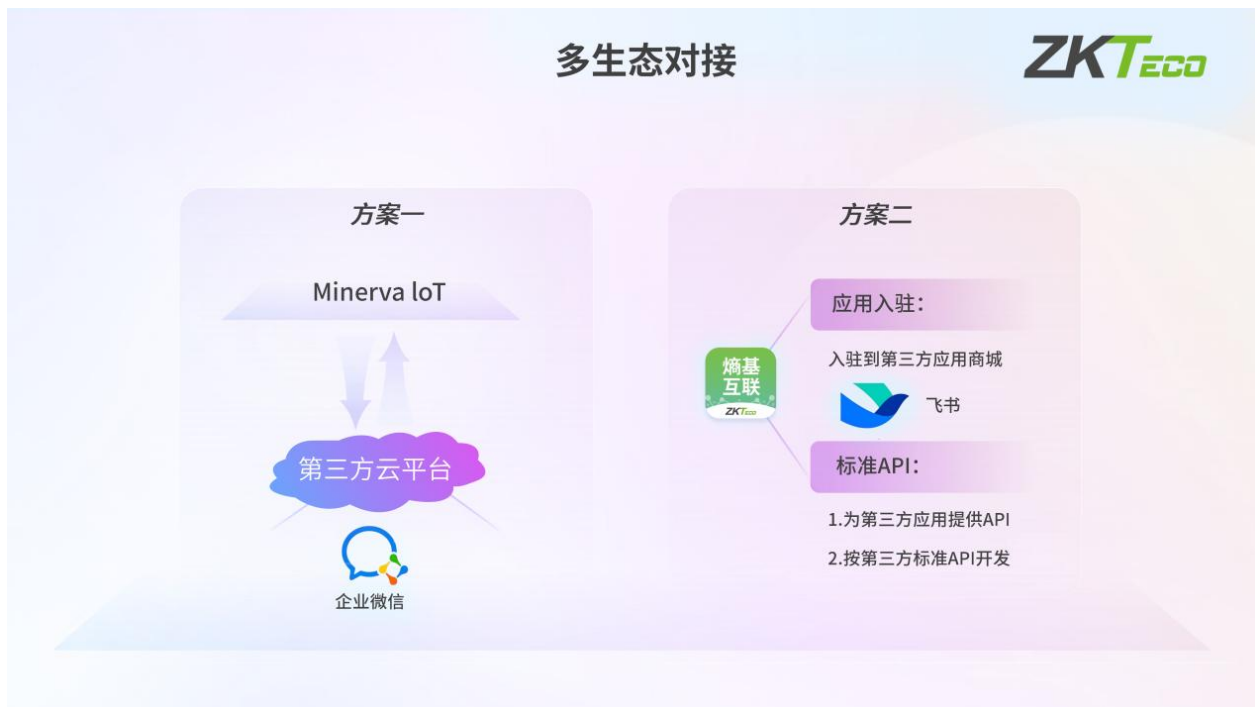 多生态对接
ZKTeco
方案一
Minerva loT
第三方云平台
企业微信
方案二
熵基
互联
ZKTeco
应用入驻：
入驻到第三方应用商城
飞书
标准API：
1.为第三方应用提供API
2.按第三方标准API开发